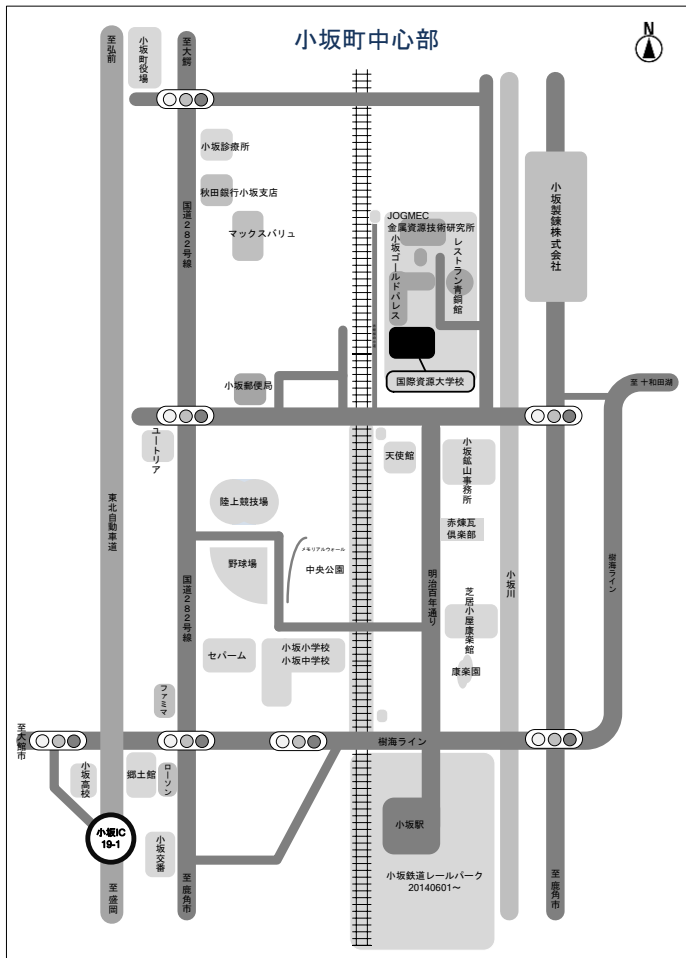 小坂町中心部
N
至弘前
小坂町役場
至大鰐
小坂診療所
秋田銀行小坂支店
マックスバリュ
国道282号線
JOGMEC
金属資源技術研究所
小坂ゴールドパレス
レストラン青銅館
小坂製錬株式会社
国際資源大学校
小坂郵便局
至 十和田湖
ユートリア
天使館
小坂鉱山事務所
東北自動車道
陸上競技場
赤煉瓦
倶楽部
メモリアルウォール
野球場
中央公園
国道282号線
明治百年通り
小坂川
樹海ライン
芝居小屋康楽館
セパーム
小坂小学校
小坂中学校
康楽園
ファミマ
至大館市
樹海ライン
小坂高校
郷土館
ローソン
小坂IC
19-1
小坂交番
小坂駅
至盛岡
至鹿角市
小坂鉄道レールパーク
20140601～
至鹿角市